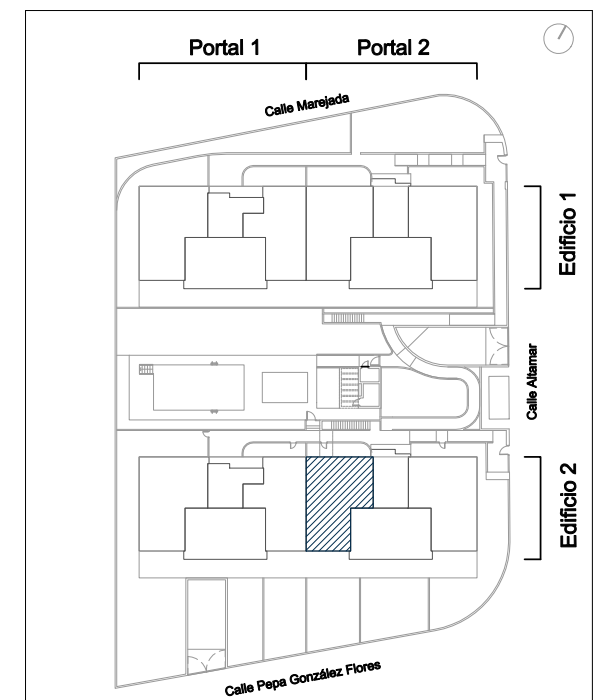 Portal 1
Portal 2
Calle Marejada
Edificio 1
Calle Altamar
Edificio 2
Calle Pepa González Flores